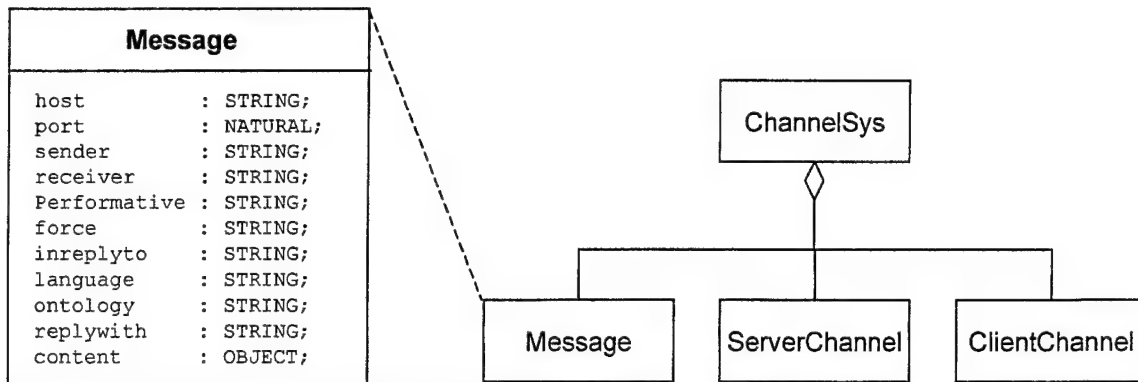 Message
host : STRING;
port : NATURAL;
sender : STRING;
receiver : STRING;
Performative : STRING;
force : STRING;
inreplyto : STRING;
language : STRING;
ontology : STRING;
replywith : STRING;
content : OBJECT;
ChannelSys
Message
ServerChannel
ClientChannel